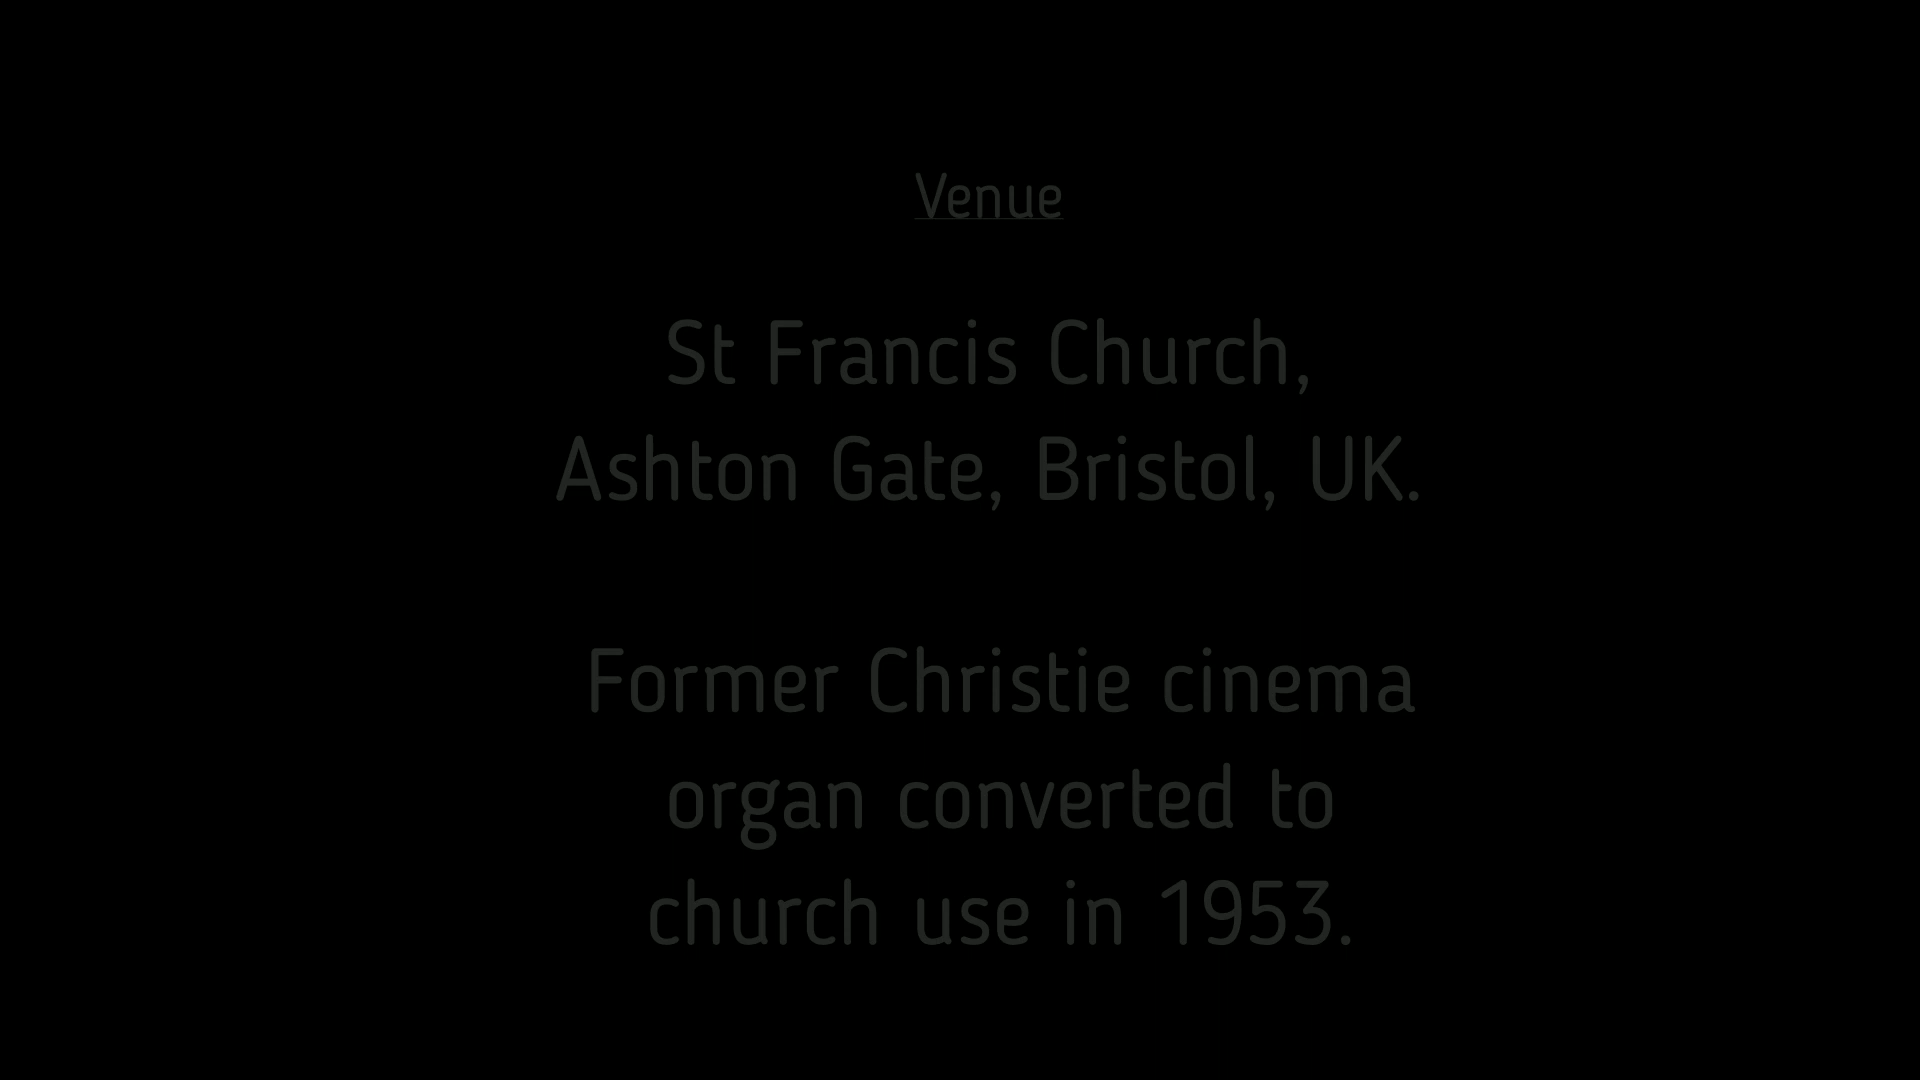 Venue
St Francis Church,
Ashton Gate, Bristol, UK.
Former Christie cinema
organ converted to
church use in 1953.